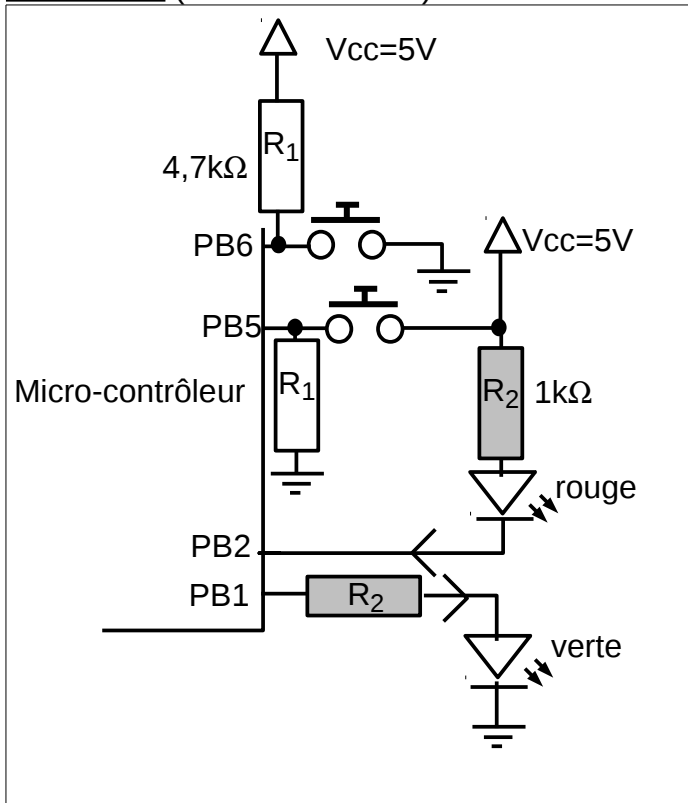 Vcc=5V
R1
4,7kΩ
PB6
Vcc=5V
PB5
R1
R2
1kΩ
Micro-contrôleur
rouge
PB2
PB1
R2
verte